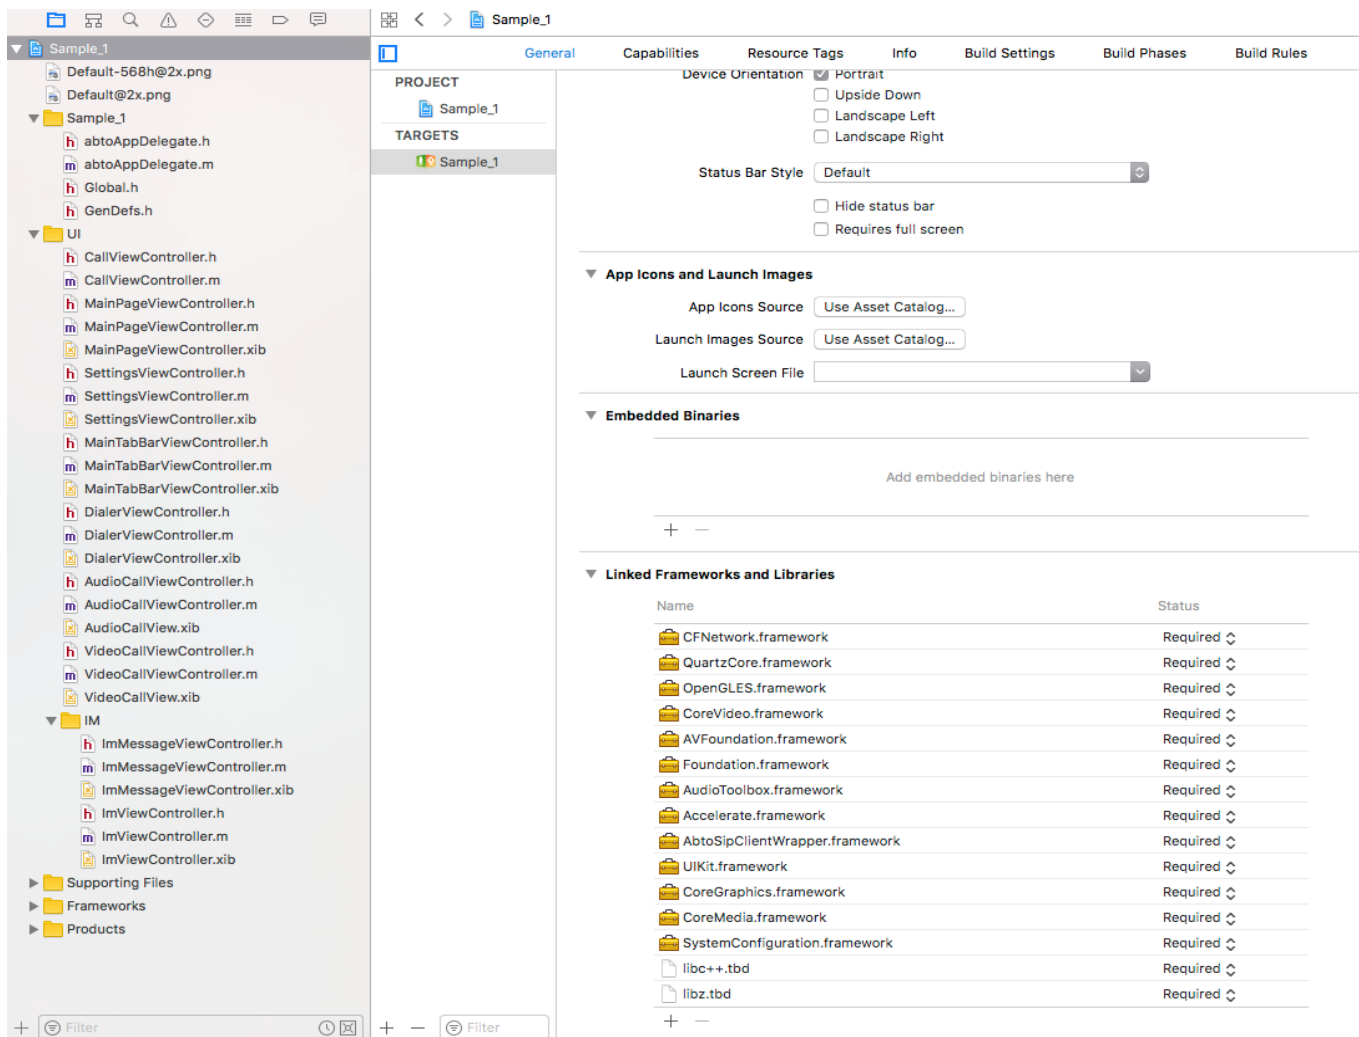 Sample_1
Sample_1
Default-568h@2x.png
Default@2x.png
Sample_1
abtoAppDelegate.h
abtoAppDelegate.m
Global.h
GenDefs.h
UI
CallViewController.h
CallViewController.m
MainPageViewController.h
MainPageViewController.m
MainPageViewController.xib
SettingsViewController.h
SettingsViewController.m
SettingsViewController.xib
MainTabBarViewController.h
MainTabBarViewController.m
MainTabBarViewController.xib
DialerViewController.h
DialerViewController.m
DialerViewController.xib
AudioCallViewController.h
AudioCallViewController.m
AudioCallView.xib
VideoCallViewController.h
VideoCallViewController.m
VideoCallView.xib
IM
ImMessageViewController.h
ImMessageViewController.m
ImMessageViewController.xib
ImViewController.h
ImViewController.m
ImViewController.xib
Supporting Files
Frameworks
Products
Filter
General Capabilities Resource Tags Info Build Settings Build Phases Build Rules
PROJECT
Sample_1
TARGETS
Sample_1
Filter
Device Orientation Portrait
Upside Down
Landscape Left
Landscape Right
Status Bar Style Default
Hide status bar
Requires full screen
App Icons and Launch Images
App Icons Source Use Asset Catalog...
Launch Images Source Use Asset Catalog...
Launch Screen File
Embedded Binaries
Add embedded binaries here
Linked Frameworks and Libraries
Name Status
CFNetwork.framework Required
QuartzCore.framework Required
OpenGLES.framework Required
CoreVideo.framework Required
AVFoundation.framework Required
Foundation.framework Required
AudioToolbox.framework Required
Accelerate.framework Required
AbtoSipClientWrapper.framework Required
UIKit.framework Required
CoreGraphics.framework Required
CoreMedia.framework Required
SystemConfiguration.framework Required
libc++.tbd Required
libz.tbd Required